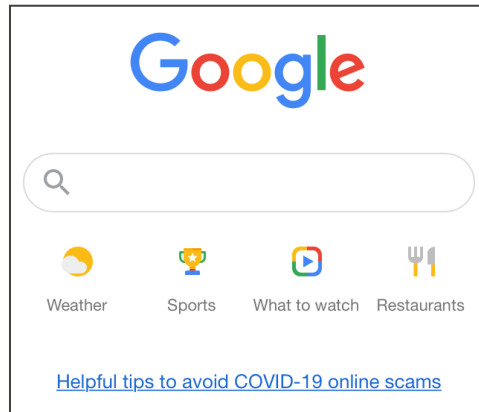 Google
Weather Sports What to watch Restaurants
Helpful tips to avoid COVID-19 online scams